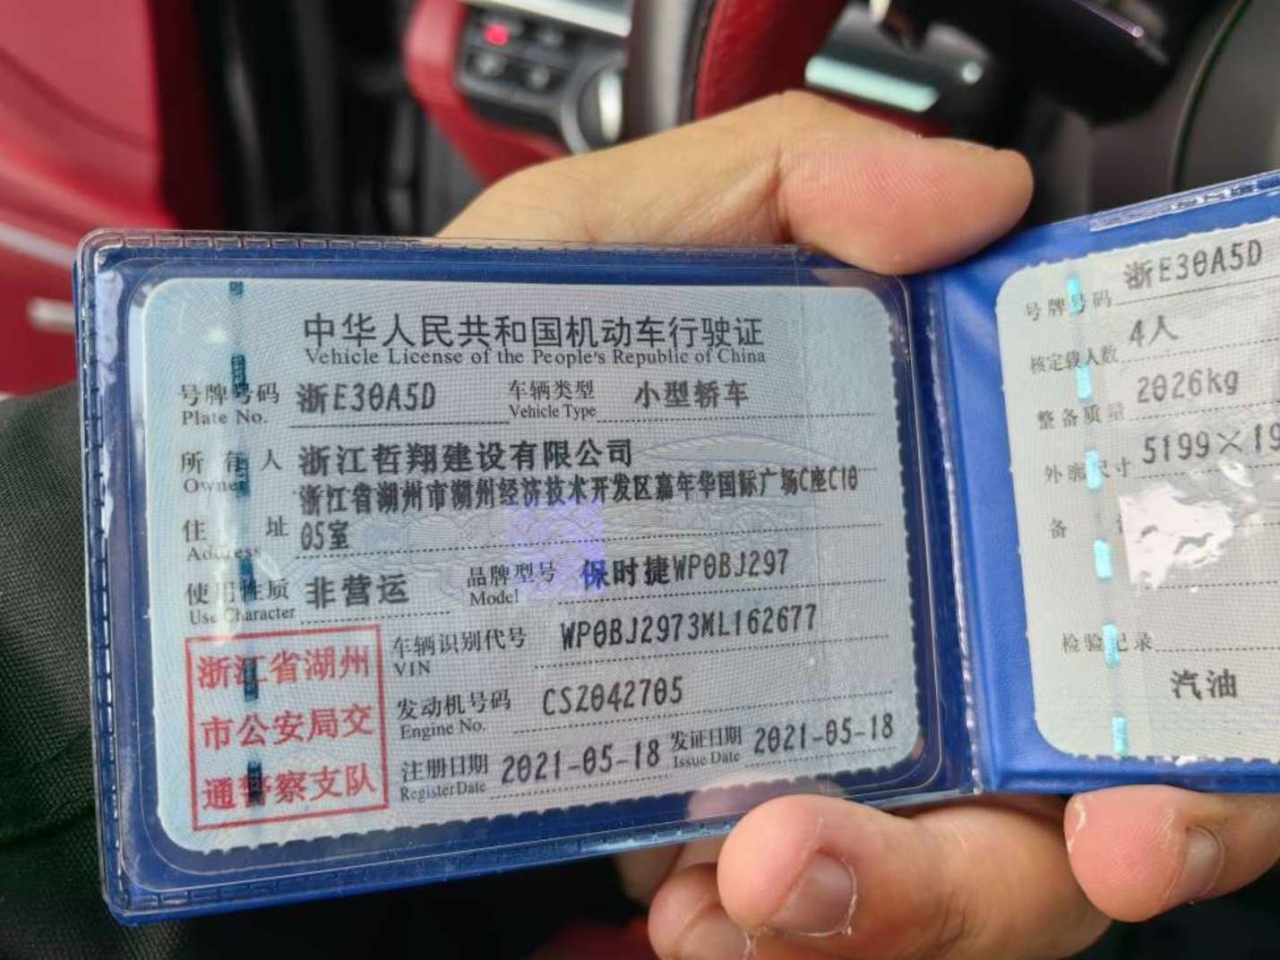 中华人民共和国机动车行驶证
Vehicle License of the People's Republic of China
号牌号码 浙E30A5D 车辆类型 小型轿车
Plate No. Vehicle Type
所有人 浙江哲翔建设有限公司
Owner
浙江省湖州市湖州经济技术开发区嘉年华国际广场C座C10
住址 05室
Address
使用性质 非营运 品牌型号 保时捷WP0BJ297
Use Character Model
车辆识别代号 WP0BJ2973ML162677
VIN
发动机号码 CSZ042705
Engine No.
注册日期 2021-05-18 发证日期 2021-05-18
Register Date Issue Date
浙江省湖州
市公安局交
通警察支队
号牌号码 浙E30A5D
核定载人数 4人
整备质量 2026kg
外廓尺寸 5199×19
备
检验记录
汽油